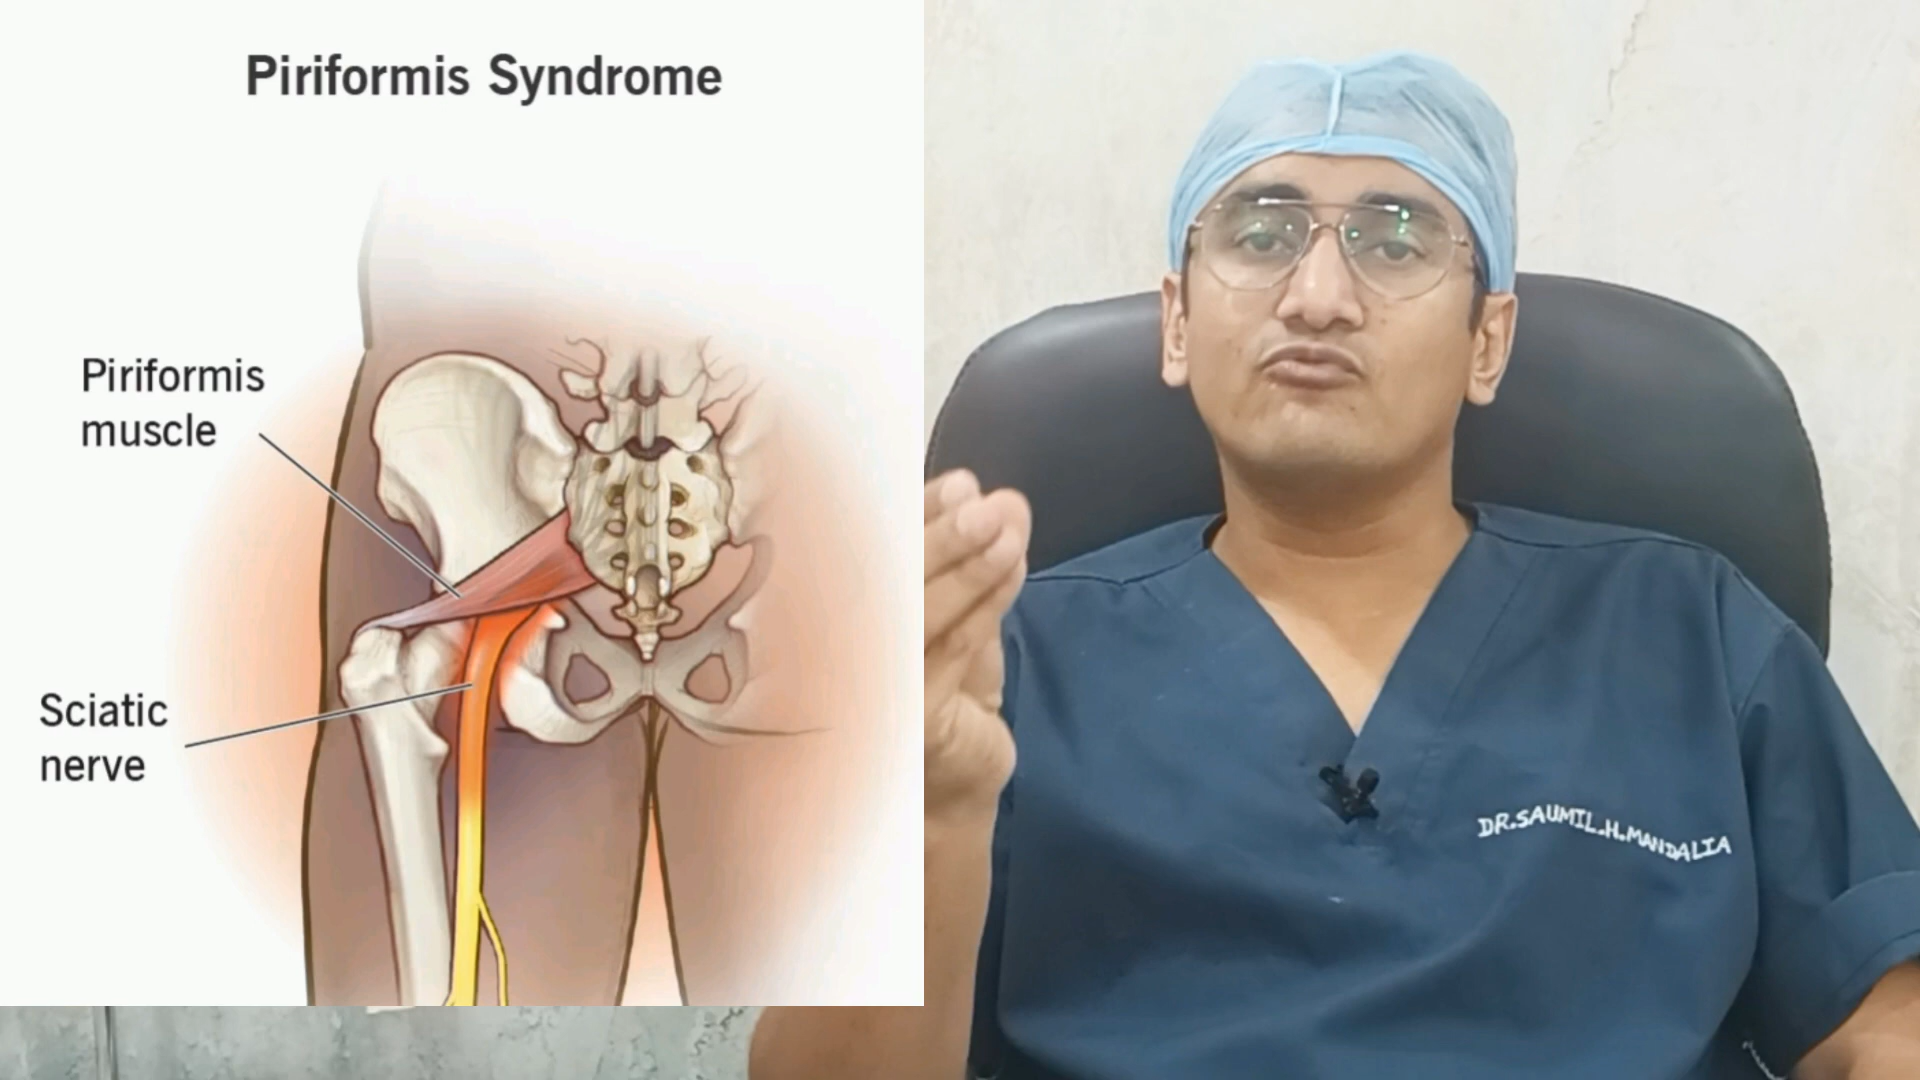 Piriformis Syndrome
Piriformis
muscle
Sciatic
nerve
DR.SAUMIL.H.MANDALIA